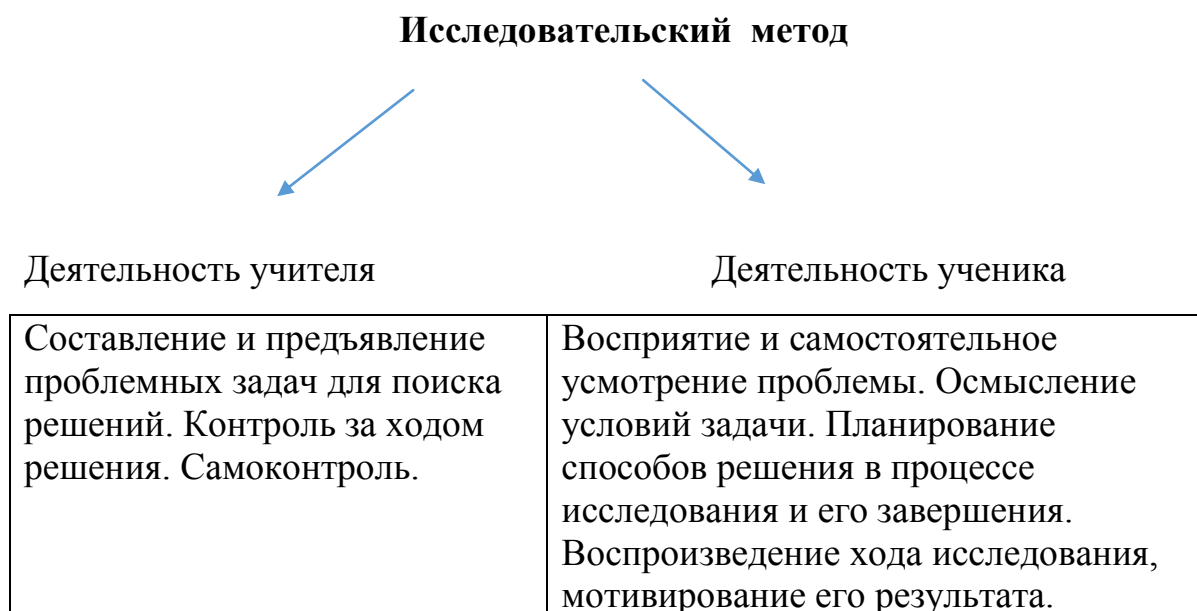 Исследовательский метод
Деятельность учителя
Деятельность ученика
Составление и предъявление
проблемных задач для поиска
решений. Контроль за ходом
решения. Самоконтроль.
Восприятие и самостоятельное
усмотрение проблемы. Осмысление
условий задачи. Планирование
способов решения в процессе
исследования и его завершения.
Воспроизведение хода исследования,
мотивирование его результата.